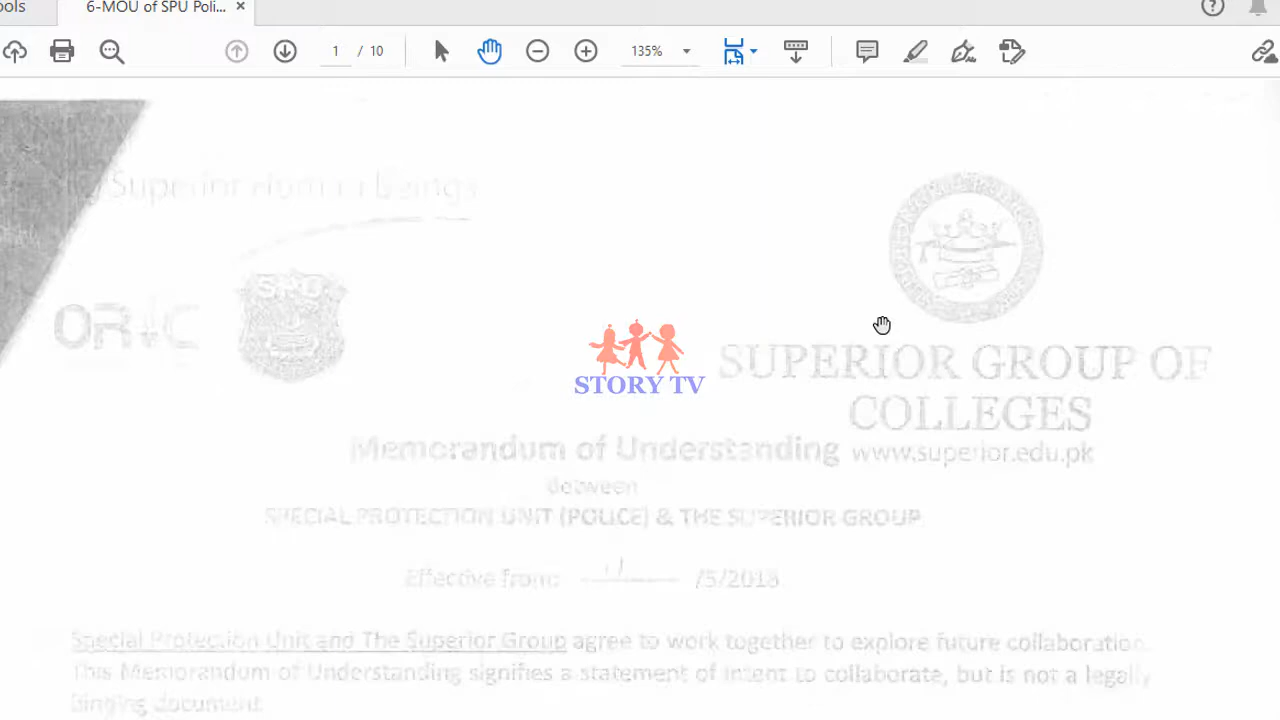 ools
6-MOU of SPU Poli... ×
1 / 10
135%
Superior Human Beings
ORIC
SPU
STORY TV
SUPERIOR GROUP OF
COLLEGES
www.superior.edu.pk
Memorandum of Understanding
Between
SPECIAL PROTECTION UNIT (POLICE) & THE SUPERIOR GROUP
Effective from: /5/2018
Special Protection Unit and The Superior Group agree to work together to explore future collaboration.
This Memorandum of Understanding signifies a statement of intent to collaborate, but is not a legally
binding document